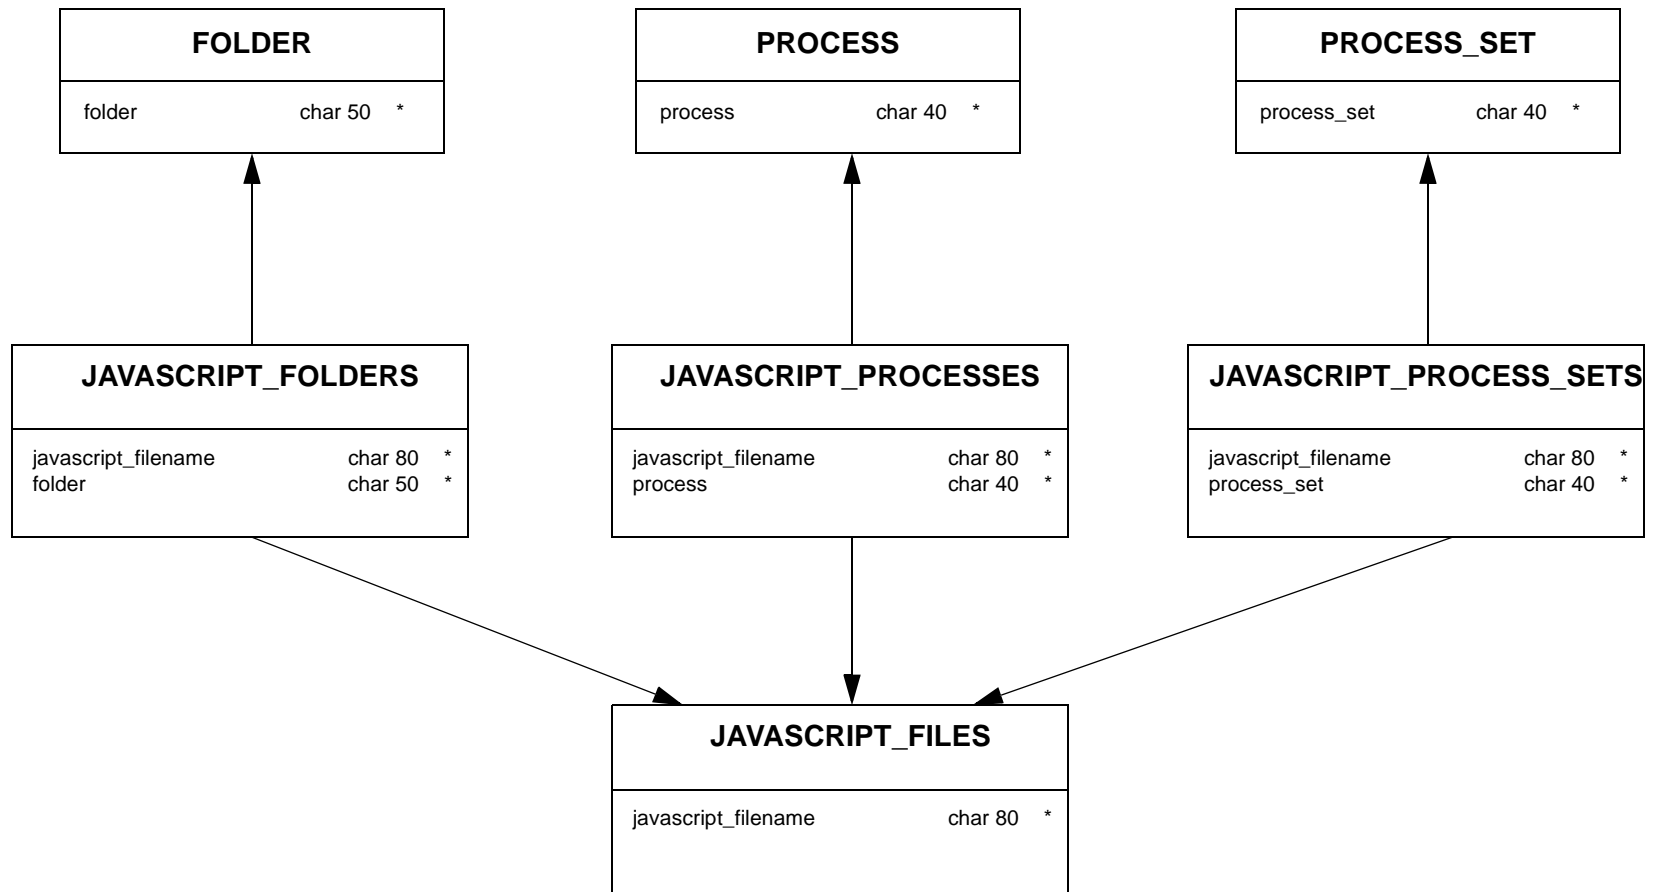 FOLDER
folder char 50 *
PROCESS
process char 40 *
PROCESS_SET
process_set char 40 *
JAVASCRIPT_FOLDERS
javascript_filename char 80 *
folder char 50 *
JAVASCRIPT_PROCESSES
javascript_filename char 80 *
process char 40 *
JAVASCRIPT_PROCESS_SETS
javascript_filename char 80 *
process_set char 40 *
JAVASCRIPT_FILES
javascript_filename char 80 *